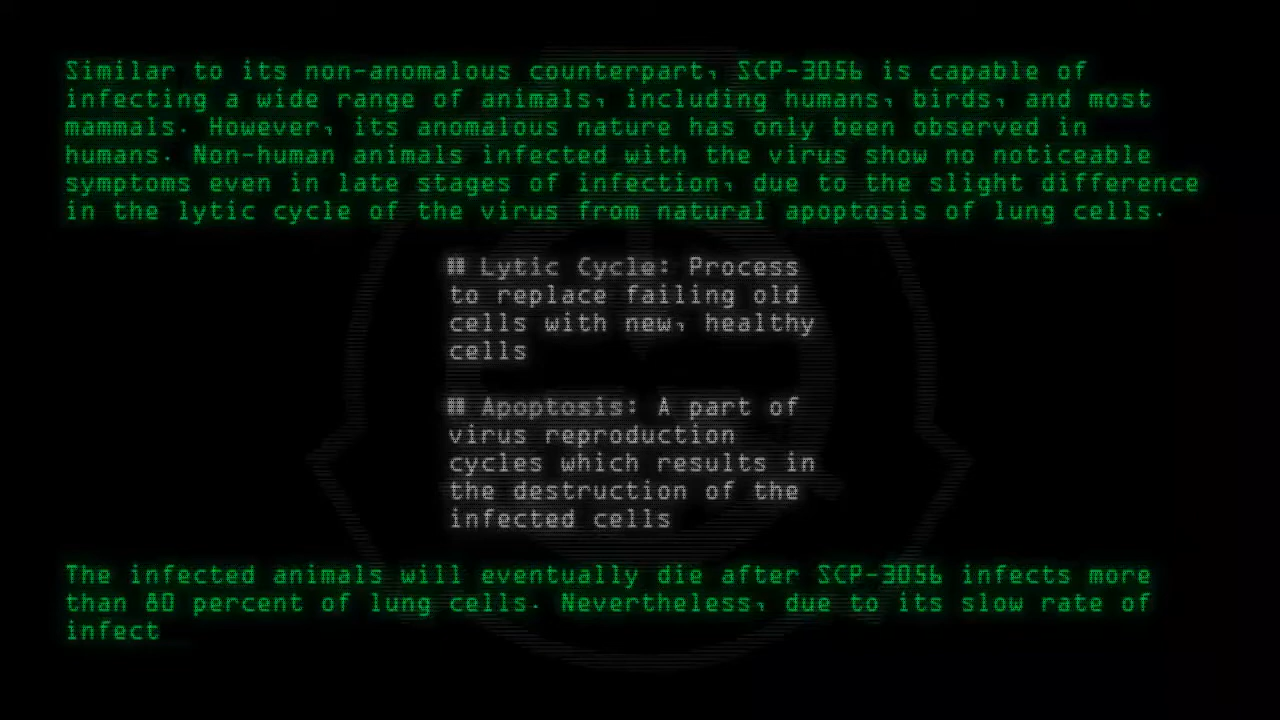 Similar to its non-anomalous counterpart, SCP-3056 is capable of
infecting a wide range of animals, including humans, birds, and most
mammals. However, its anomalous nature has only been observed in
humans. Non-human animals infected with the virus show no noticeable
symptoms even in late stages of infection, due to the slight difference
in the lytic cycle of the virus from natural apoptosis of lung cells.
# Lytic Cycle: Process
to replace failing old
cells with new, healthy
cells
# Apoptosis: A part of
virus reproduction
cycles which results in
the destruction of the
infected cells
The infected animals will eventually die after SCP-3056 infects more
than 80 percent of lung cells. Nevertheless, due to its slow rate of
infect